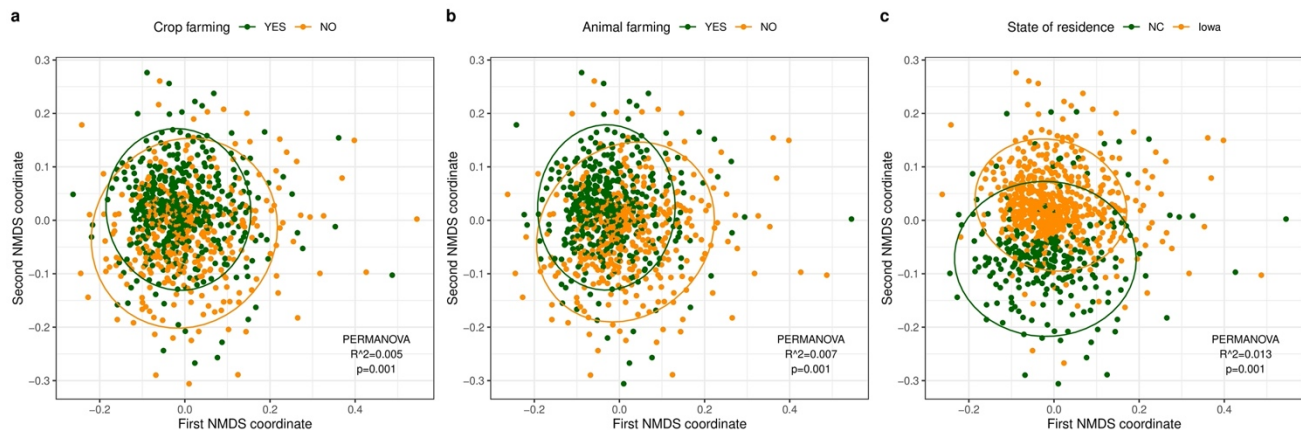 a
Crop farming YES NO
Second NMDS coordinate
0.3
0.2
0.1
0.0
−0.1
−0.2
−0.3
PERMANOVA
R^2=0.005
p=0.001
−0.2 0.0 0.2 0.4
First NMDS coordinate
b
Animal farming YES NO
Second NMDS coordinate
0.3
0.2
0.1
0.0
−0.1
−0.2
−0.3
PERMANOVA
R^2=0.007
p=0.001
−0.2 0.0 0.2 0.4
First NMDS coordinate
c
State of residence NC Iowa
Second NMDS coordinate
0.3
0.2
0.1
0.0
−0.1
−0.2
−0.3
PERMANOVA
R^2=0.013
p=0.001
−0.2 0.0 0.2 0.4
First NMDS coordinate